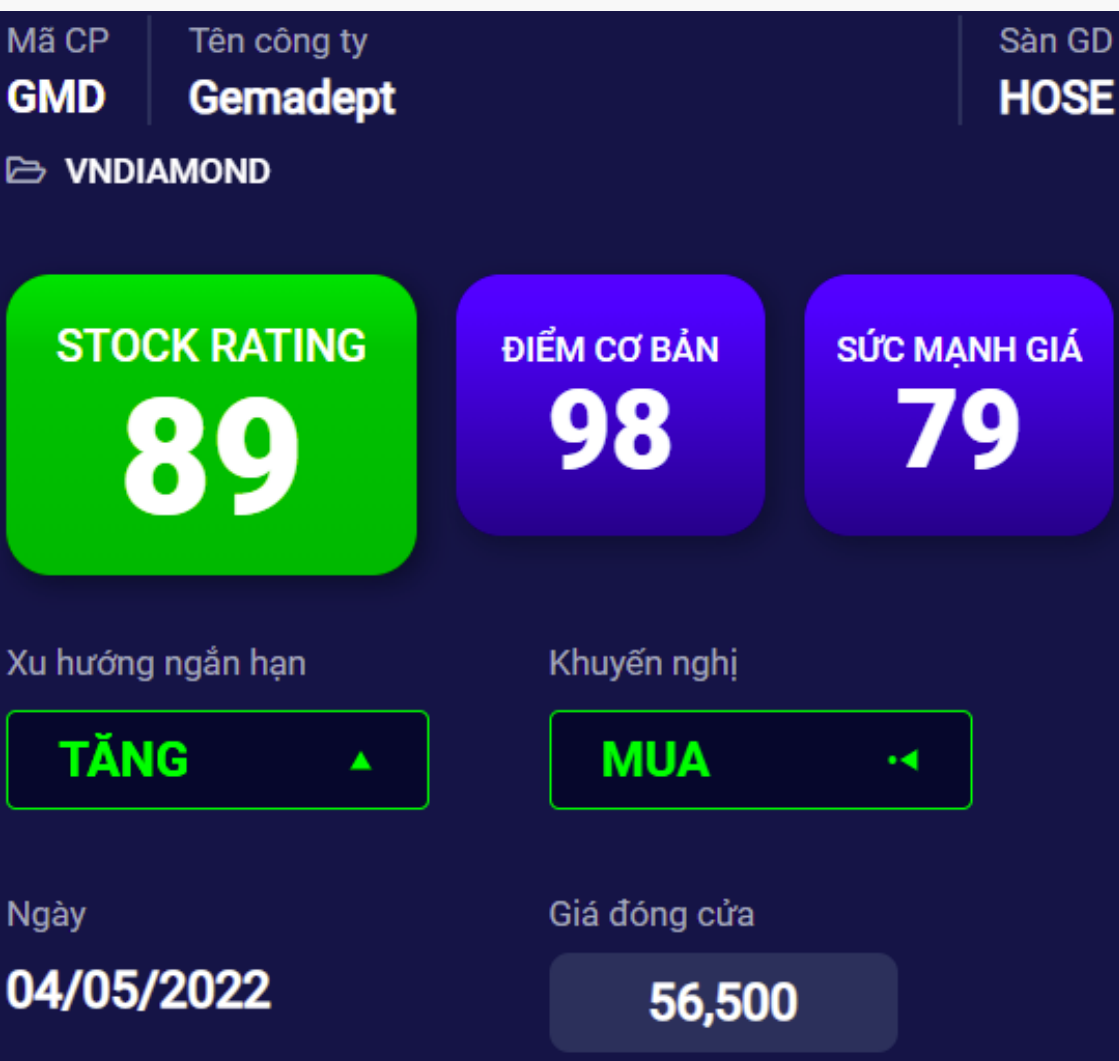 Mã CP Tên công ty Sàn GD
GMD Gemadept HOSE
VNDIAMOND
STOCK RATING ĐIỂM CƠ BẢN SỨC MẠNH GIÁ
89 98 79
Xu hướng ngắn hạn Khuyến nghị
TĂNG MUA
Ngày Giá đóng cửa
04/05/2022 56,500